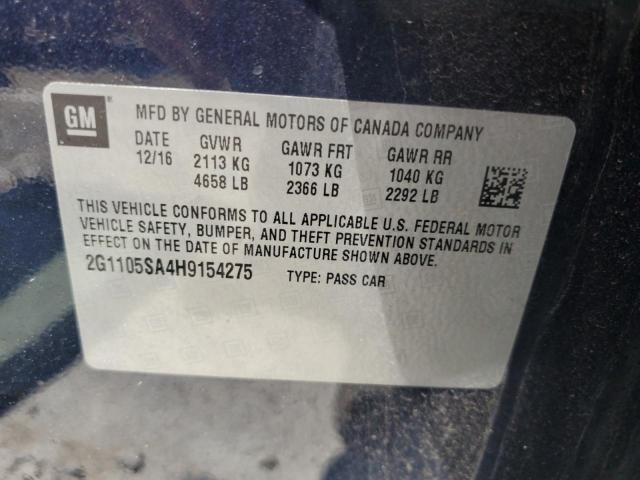 GM®
MFD BY GENERAL MOTORS OF CANADA COMPANY
DATE GVWR GAWR FRT GAWR RR
12/16 2113 KG 1073 KG 1040 KG
4658 LB 2366 LB 2292 LB
THIS VEHICLE CONFORMS TO ALL APPLICABLE U.S. FEDERAL MOTOR
VEHICLE SAFETY, BUMPER, AND THEFT PREVENTION STANDARDS IN
EFFECT ON THE DATE OF MANUFACTURE SHOWN ABOVE.
2G1105SA4H9154275 TYPE: PASS CAR